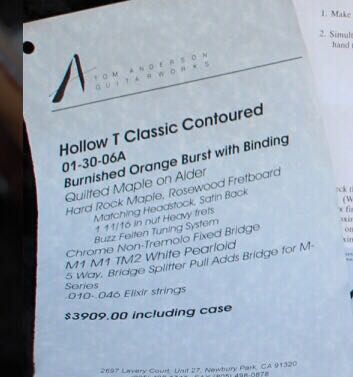 TOM ANDERSON
GUITARWORKS
Hollow T Classic Contoured
01-30-06A
Burnished Orange Burst with Binding
Quilted Maple on Alder
Hard Rock Maple, Rosewood Fretboard
Matching Headstock, Satin Back
1 11/16 in nut Heavy frets
Buzz Feiten Tuning System
Chrome Non-Tremolo Fixed Bridge
M1 M1 TM2 White Pearloid
5 Way, Bridge Splitter Pull Adds Bridge for M-
Series
.010-.046 Elixir strings
$3909.00 including case
2697 Lavery Court, Unit 27, Newbury Park, CA 91320
1. Make
2.
hand